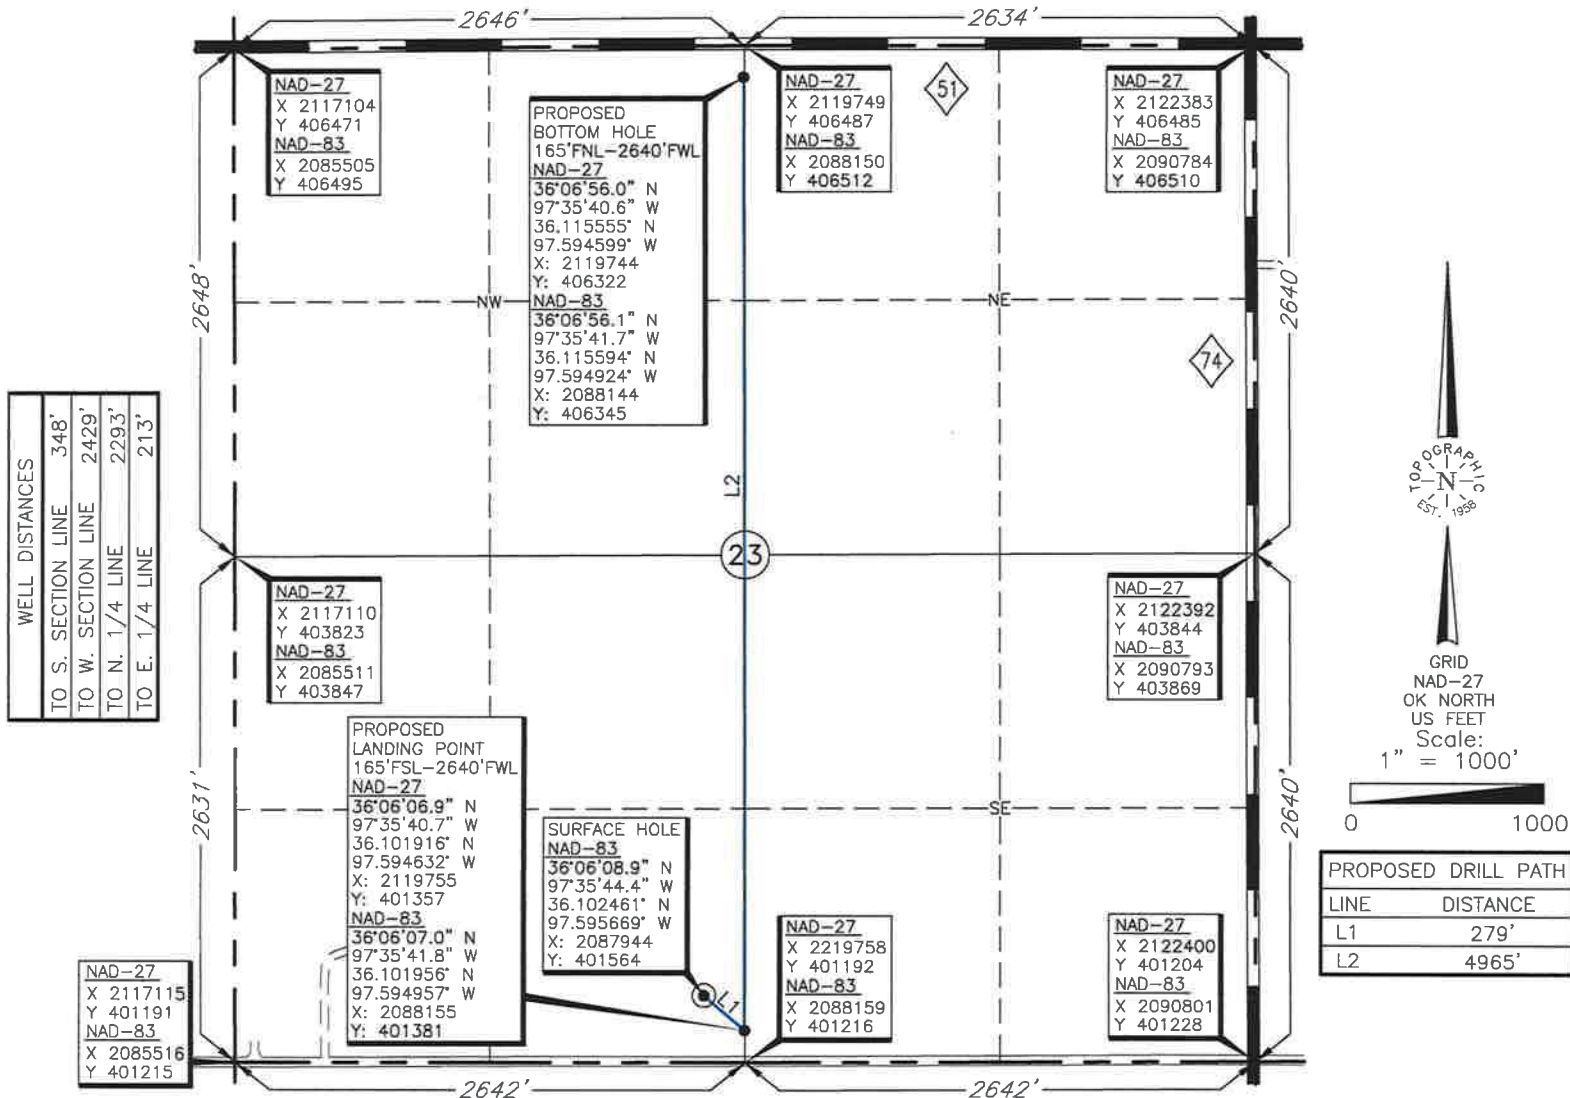 2646'
2634'
NAD-27
X 2117104
Y 406471
NAD-83
X 2085505
Y 406495
PROPOSED
BOTTOM HOLE
165'FNL-2640'FWL
NAD-27
36°06'56.0" N
97°35'40.6" W
36.115555° N
97.594599° W
X: 2119744
Y: 406322
NAD-83
36°06'56.1" N
97°35'41.7" W
36.115594° N
97.594924° W
X: 2088144
Y: 406345
NAD-27
X 2119749
Y 406487
NAD-83
X 2088150
Y 406512
51
NAD-27
X 2122383
Y 406485
NAD-83
X 2090784
Y 406510
2648'
NW
NE
2640'
74
L2
WELL DISTANCES
TO S. SECTION LINE 348'
TO W. SECTION LINE 2429'
TO N. 1/4 LINE 2293'
TO E. 1/4 LINE 213'
TOPOGRAPHIC
N
EST. 1958
23
NAD-27
X 2117110
Y 403823
NAD-83
X 2085511
Y 403847
NAD-27
X 2122392
Y 403844
NAD-83
X 2090793
Y 403869
GRID
NAD-27
OK NORTH
US FEET
Scale:
1" = 1000'
0 1000
2631'
PROPOSED
LANDING POINT
165'FSL-2640'FWL
NAD-27
36°06'06.9" N
97°35'40.7" W
36.101916° N
97.594632° W
X: 2119755
Y: 401357
NAD-83
36°06'07.0" N
97°35'41.8" W
36.101956° N
97.594957° W
X: 2088155
Y: 401381
SE
2640'
SURFACE HOLE
NAD-83
36°06'08.9" N
97°35'44.4" W
36.102461° N
97.595669° W
X: 2087944
Y: 401564
L1
PROPOSED DRILL PATH
LINE DISTANCE
L1 279'
L2 4965'
NAD-27
X 2117115
Y 401191
NAD-83
X 2085516
Y 401215
NAD-27
X 2219758
Y 401192
NAD-83
X 2088159
Y 401216
NAD-27
X 2122400
Y 401204
NAD-83
X 2090801
Y 401228
2642'
2642'